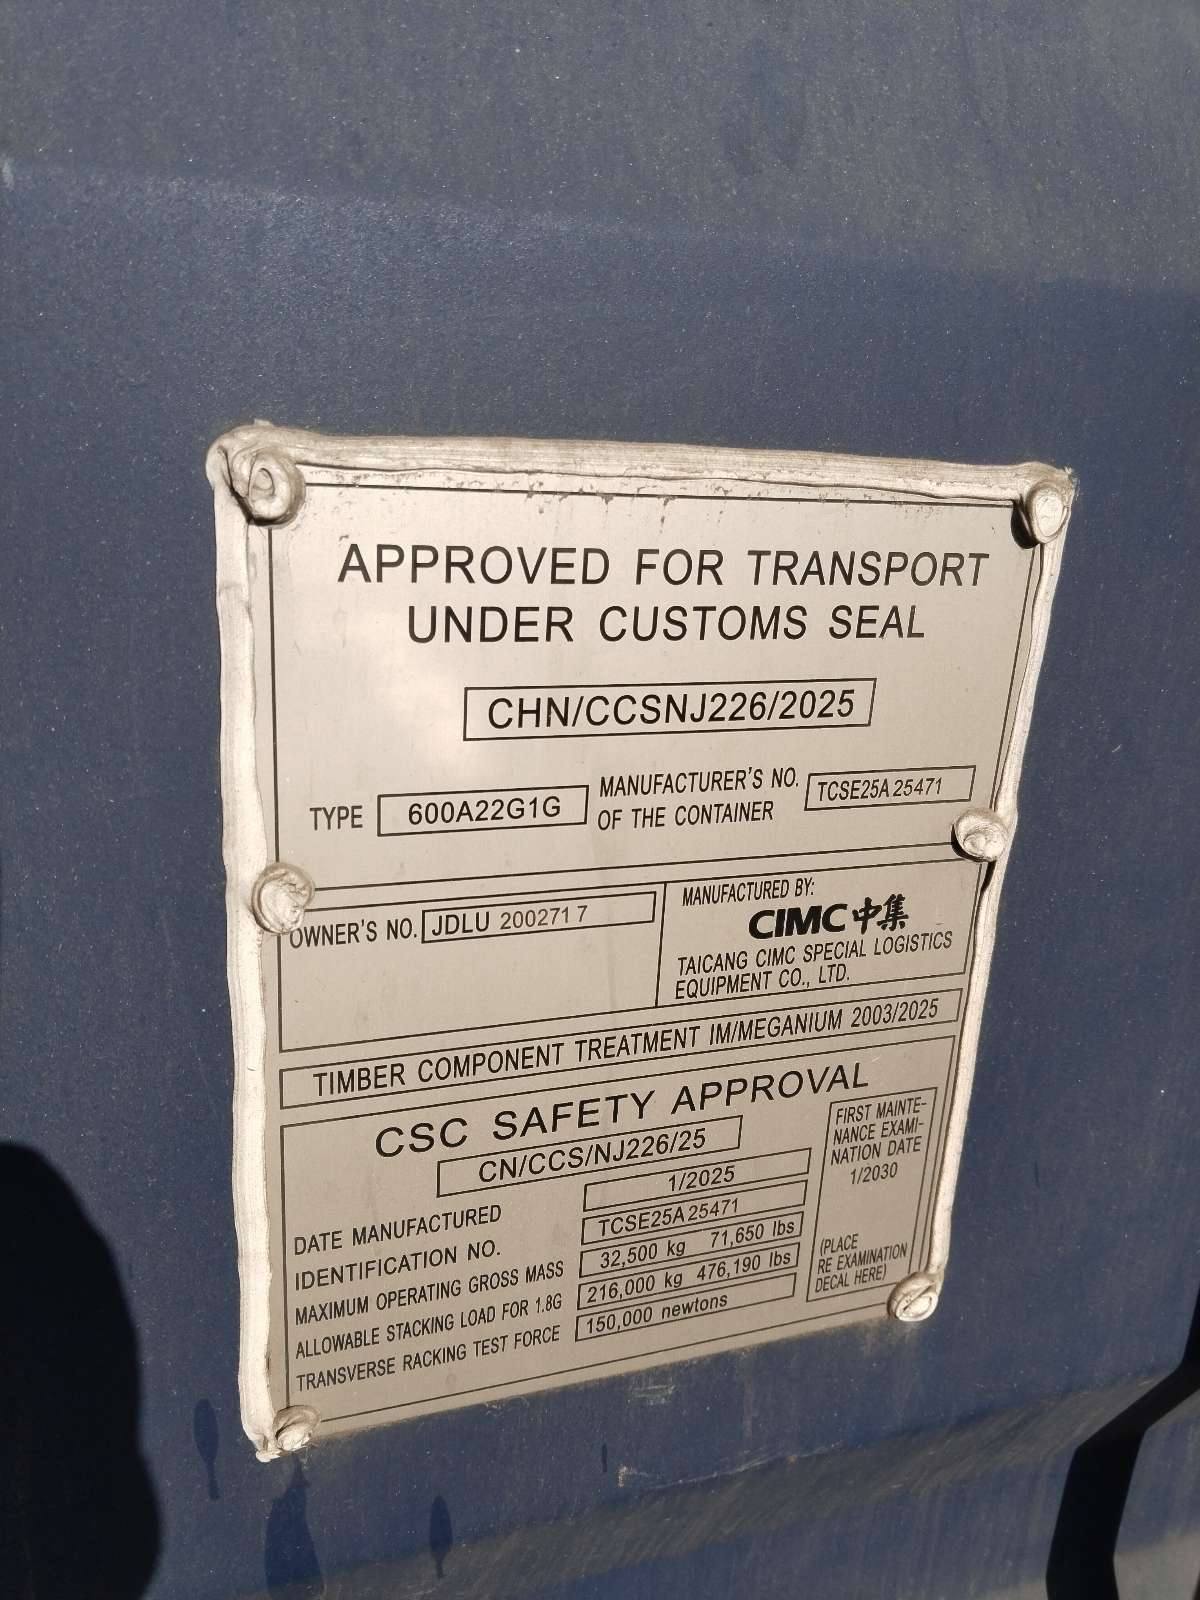 APPROVED FOR TRANSPORT
UNDER CUSTOMS SEAL
CHN/CCSNJ226/2025
TYPE 600A22G1G
MANUFACTURER'S NO.
OF THE CONTAINER
TCSE25A25471
OWNER'S NO. JDLU 200271 7
MANUFACTURED BY:
CIMC中集
TAICANG CIMC SPECIAL LOGISTICS
EQUIPMENT CO., LTD.
TIMBER COMPONENT TREATMENT IM/MEGANIUM 2003/2025
CSC SAFETY APPROVAL
CN/CCS/NJ226/25
DATE MANUFACTURED 1/2025
IDENTIFICATION NO. TCSE25A25471
MAXIMUM OPERATING GROSS MASS 32,500 kg 71,650 lbs
ALLOWABLE STACKING LOAD FOR 1.8G 216,000 kg 476,190 lbs
TRANSVERSE RACKING TEST FORCE 150,000 newtons
FIRST MAINTE-
NANCE EXAMI-
NATION DATE
1/2030
(PLACE
RE EXAMINATION
DECAL HERE)